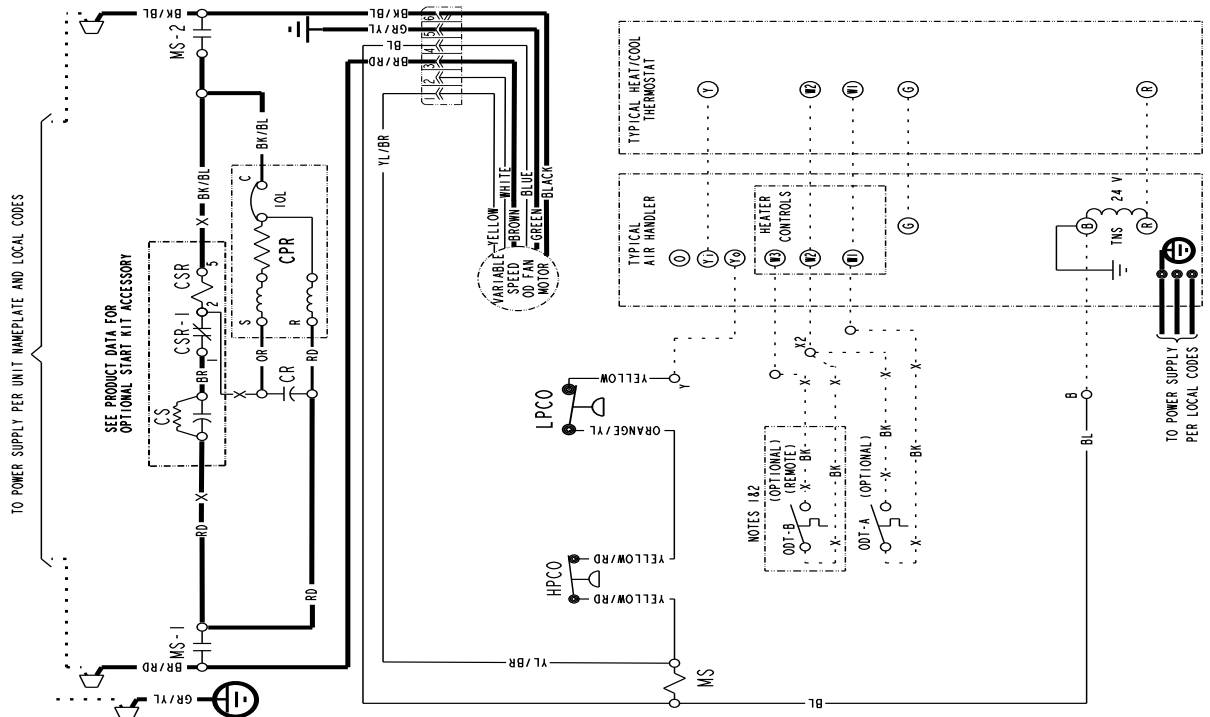 TO POWER SUPPLY PER UNIT NAMEPLATE AND LOCAL CODES
BK/BL
MS-2
BK/BL
BK/BL
X
BK/BL
SEE PRODUCT DATA FOR
OPTIONAL START KIT ACCESSORY
CSR
5
2
CSR-1
1
BR
CS
X
C
IOL
CPR
S
R
OR
RD
CR
X
RD
RD
MS-1
BR/RD
GR/YL
BK/BL
GR/YL
BL
BR/RD
6
5
4
3
2
1
YL/BR
YELLOW
WHITE
BROWN
BLUE
GREEN
BLACK
VARIABLE
SPEED
OD FAN
MOTOR
LPCO
YELLOW
Y
ORANGE/YL
HPCO
YELLOW/RD
YELLOW/RD
YL/BR
MS
BL
TYPICAL HEAT/COOL
THERMOSTAT
Y
W2
W1
G
R
TYPICAL
AIR HANDLER
O
Yi
Yo
HEATER
CONTROLS
W3
W2
W1
G
B
24 V
TNS
R
X2
NOTES 1&2
(OPTIONAL)
(REMOTE)
ODT-B
X
BK
X
X
BK
X
ODT-A
(OPTIONAL)
X
BK
X
X
BK
X
B
BL
TO POWER SUPPLY
PER LOCAL CODES